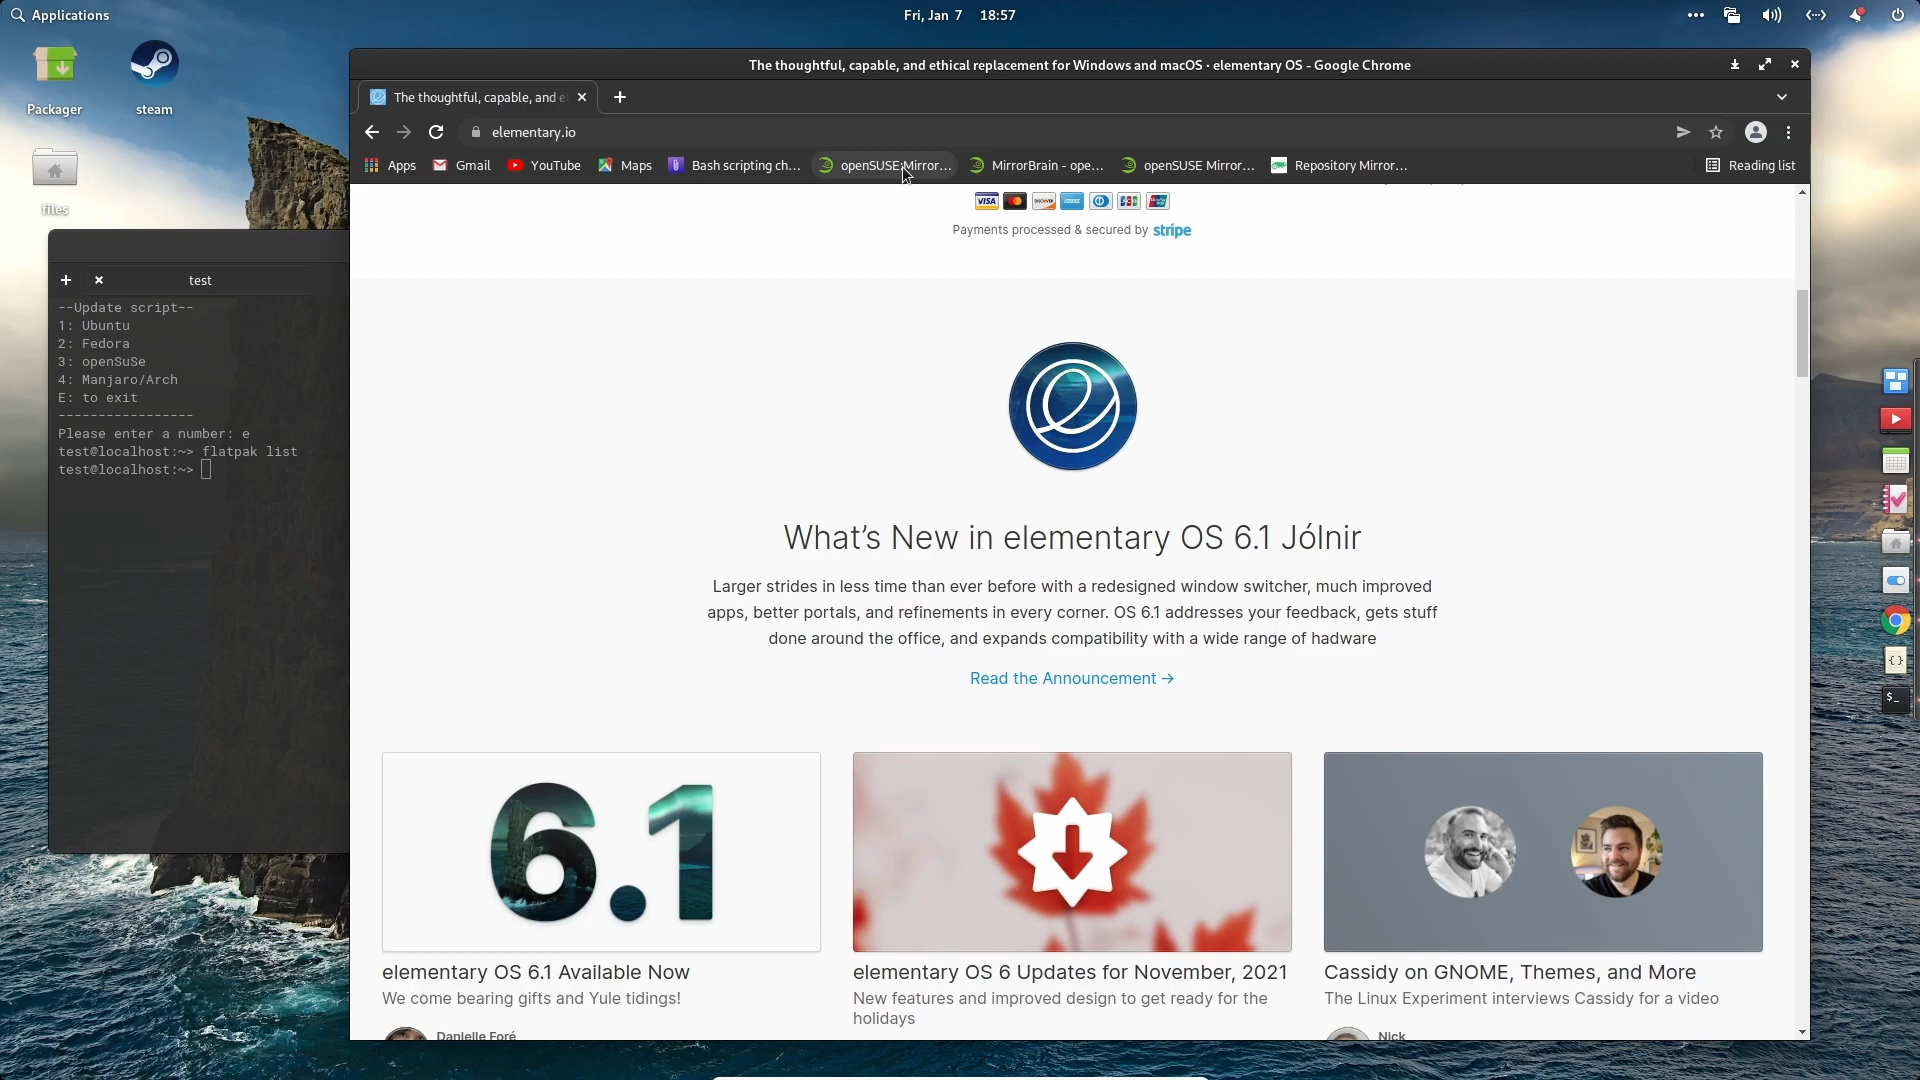 Applications
Fri, Jan 7 18:57
Packager
steam
files
The thoughtful, capable, and ethical replacement for Windows and macOS · elementary OS - Google Chrome
The thoughtful, capable, and e
elementary.io
Apps
Gmail
YouTube
Maps
Bash scripting ch...
openSUSE:Mirror...
MirrorBrain - ope...
openSUSE Mirror...
Repository Mirror...
Reading list
VISA
DISCOVER
JCB
Payments processed & secured by stripe
test
--Update script--
1: Ubuntu
2: Fedora
3: openSuSe
4: Manjaro/Arch
E: to exit
-----------------
Please enter a number: e
test@localhost:~> flatpak list
test@localhost:~>
What's New in elementary OS 6.1 Jólnir
Larger strides in less time than ever before with a redesigned window switcher, much improved
apps, better portals, and refinements in every corner. OS 6.1 addresses your feedback, gets stuff
done around the office, and expands compatibility with a wide range of hadware
Read the Announcement →
6.1
elementary OS 6.1 Available Now
We come bearing gifts and Yule tidings!
Danielle Foré
elementary OS 6 Updates for November, 2021
New features and improved design to get ready for the
holidays
Cassidy on GNOME, Themes, and More
The Linux Experiment interviews Cassidy for a video
Nick